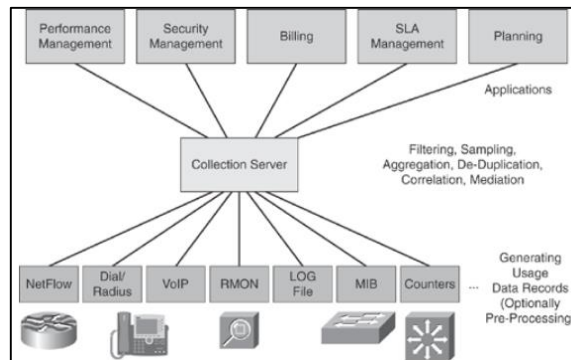 Performance
Management
Security
Management
Billing
SLA
Management
Planning
Applications
Collection Server
Filtering, Sampling,
Aggregation, De-Duplication,
Correlation, Mediation
NetFlow
Dial/
Radius
VoIP
RMON
LOG
File
MIB
Counters
...
Generating
Usage
Data Records
(Optionally
Pre-Processing